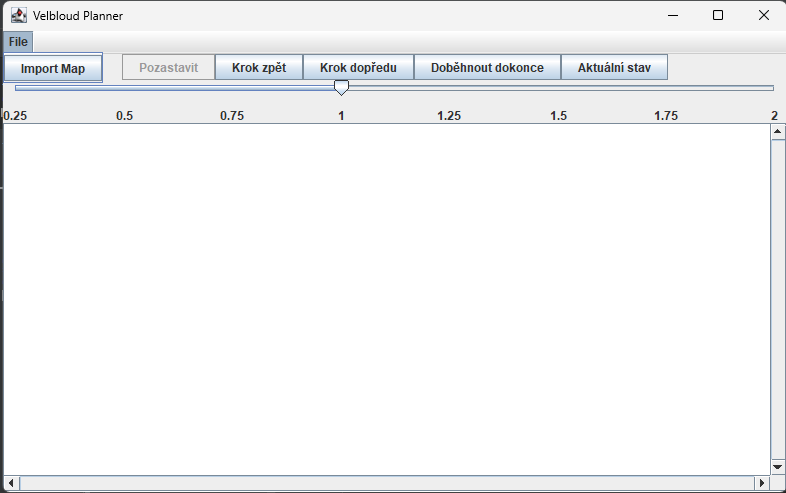 Velbloud Planner
File
Import Map Pozastavit Krok zpět Krok dopředu Doběhnout dokonce Aktuální stav
0.25 0.5 0.75 1 1.25 1.5 1.75 2